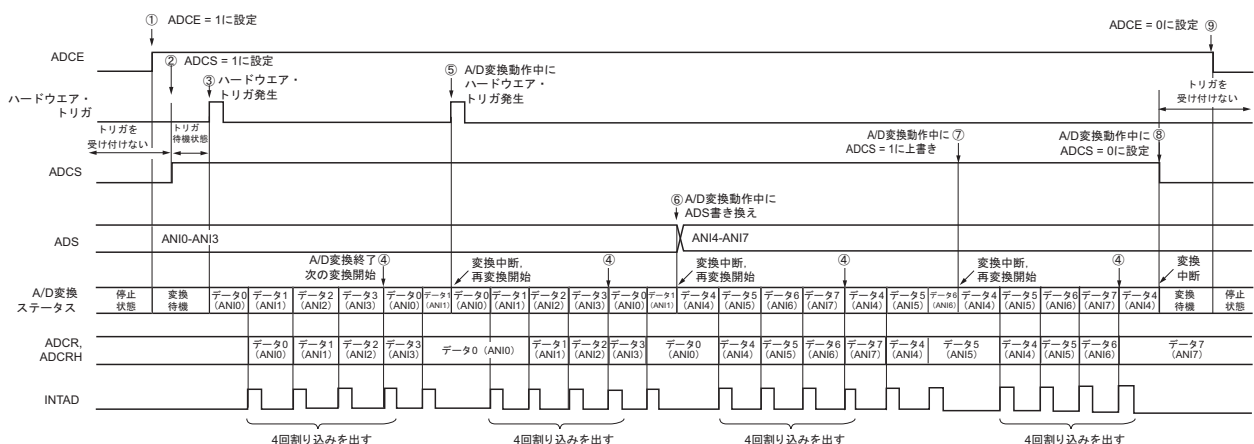 ① ADCE = 1に設定
ADCE = 0に設定 ⑨
ADCE
② ADCS = 1に設定
③ ハードウエア・
トリガ発生
⑤ A/D変換動作中に
ハードウエア・
トリガ発生
ハードウエア・
トリガ
トリガを
受け付けない
トリガを
受け付けない
トリガ
待機状態
A/D変換動作中に ⑦
ADCS = 1に上書き
A/D変換動作中に ⑧
ADCS = 0に設定
ADCS
⑥ A/D変換動作中に
ADS書き換え
ADS
ANI0-ANI3
ANI4-ANI7
A/D変換終了 ④
次の変換開始
変換中断,
再変換開始
④
変換中断,
再変換開始
④
変換中断,
再変換開始
④
変換
中断
A/D変換
ステータス
停止
状態
変換
待機
データ0
(ANI0)
データ1
(ANI1)
データ2
(ANI2)
データ3
(ANI3)
データ0
(ANI0)
データ1
(ANI1)
データ0
(ANI0)
データ1
(ANI1)
データ2
(ANI2)
データ3
(ANI3)
データ0
(ANI0)
データ1
(ANI1)
データ4
(ANI4)
データ5
(ANI5)
データ6
(ANI6)
データ7
(ANI7)
データ4
(ANI4)
データ5
(ANI5)
データ6
(ANI6)
データ4
(ANI4)
データ5
(ANI5)
データ6
(ANI6)
データ7
(ANI7)
データ4
(ANI4)
変換
待機
停止
状態
ADCR,
ADCRH
データ0
(ANI0)
データ1
(ANI1)
データ2
(ANI2)
データ3
(ANI3)
データ0 (ANI0)
データ1
(ANI1)
データ2
(ANI2)
データ3
(ANI3)
データ0
(ANI0)
データ4
(ANI4)
データ5
(ANI5)
データ6
(ANI6)
データ7
(ANI7)
データ4
(ANI4)
データ5
(ANI5)
データ4
(ANI4)
データ5
(ANI5)
データ6
(ANI6)
データ7
(ANI7)
INTAD
4回割り込みを出す
4回割り込みを出す
4回割り込みを出す
4回割り込みを出す